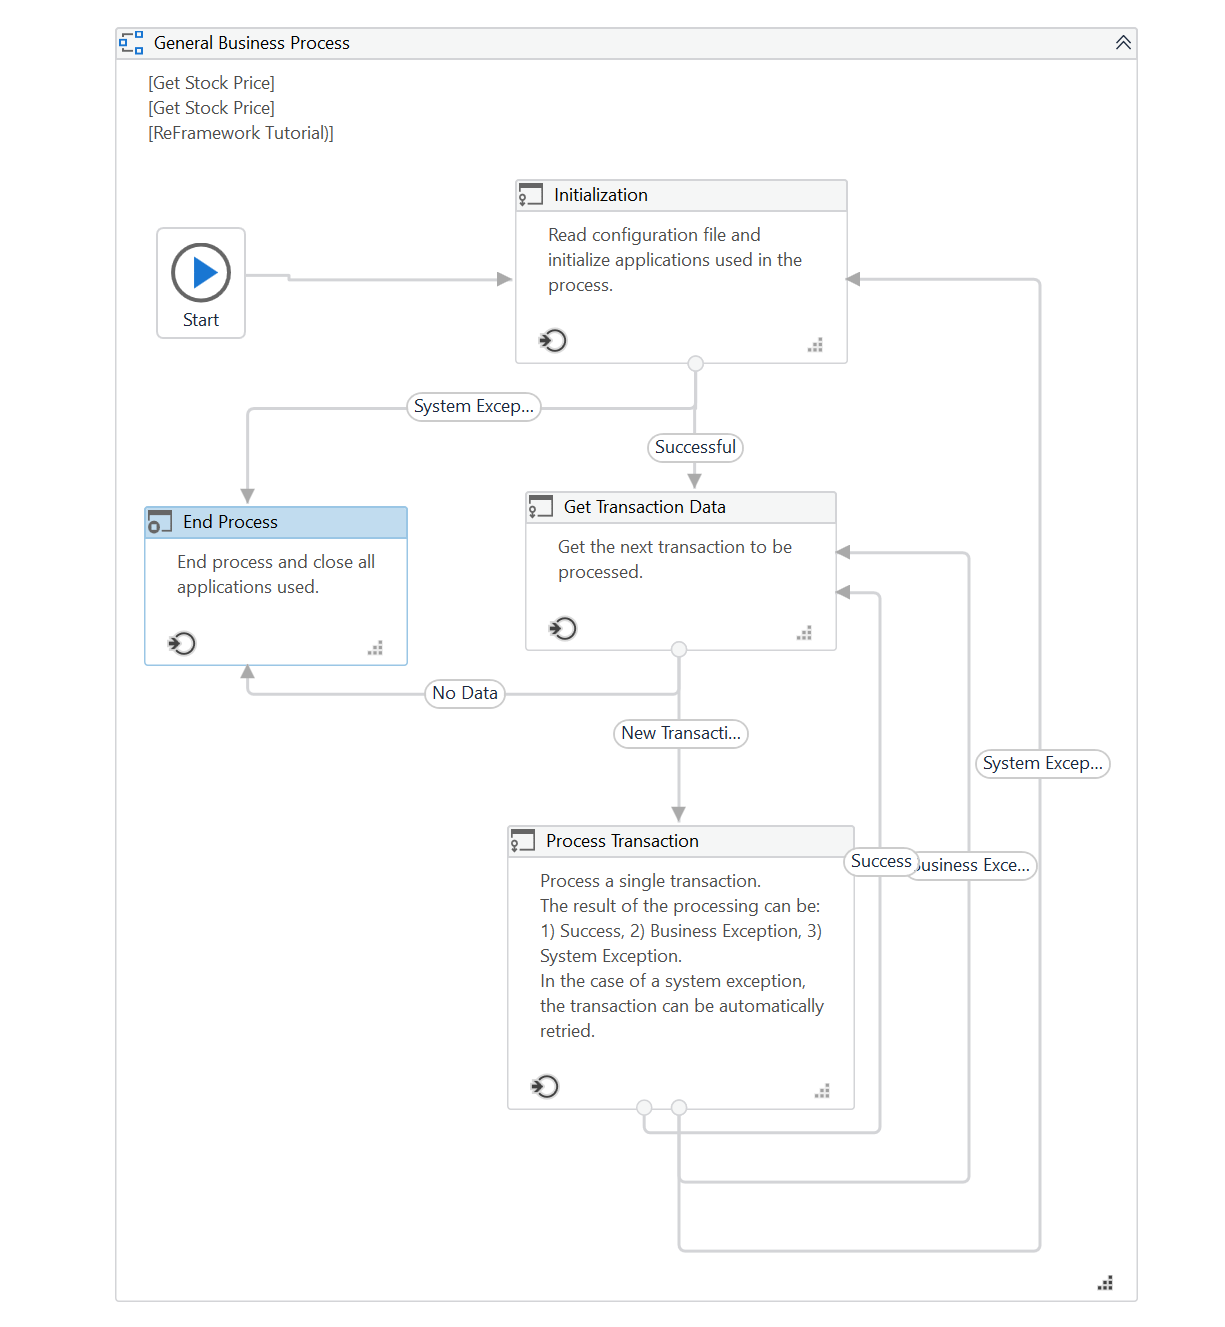 General Business Process
[Get Stock Price]
[Get Stock Price]
[ReFramework Tutorial)]
Initialization
Read configuration file and
initialize applications used in the
process.
Start
System Excep...
Successful
End Process
End process and close all
applications used.
Get Transaction Data
Get the next transaction to be
processed.
No Data
New Transacti...
System Excep...
Process Transaction
Process a single transaction.
The result of the processing can be:
1) Success, 2) Business Exception, 3)
System Exception.
In the case of a system exception,
the transaction can be automatically
retried.
Success
Business Exce...